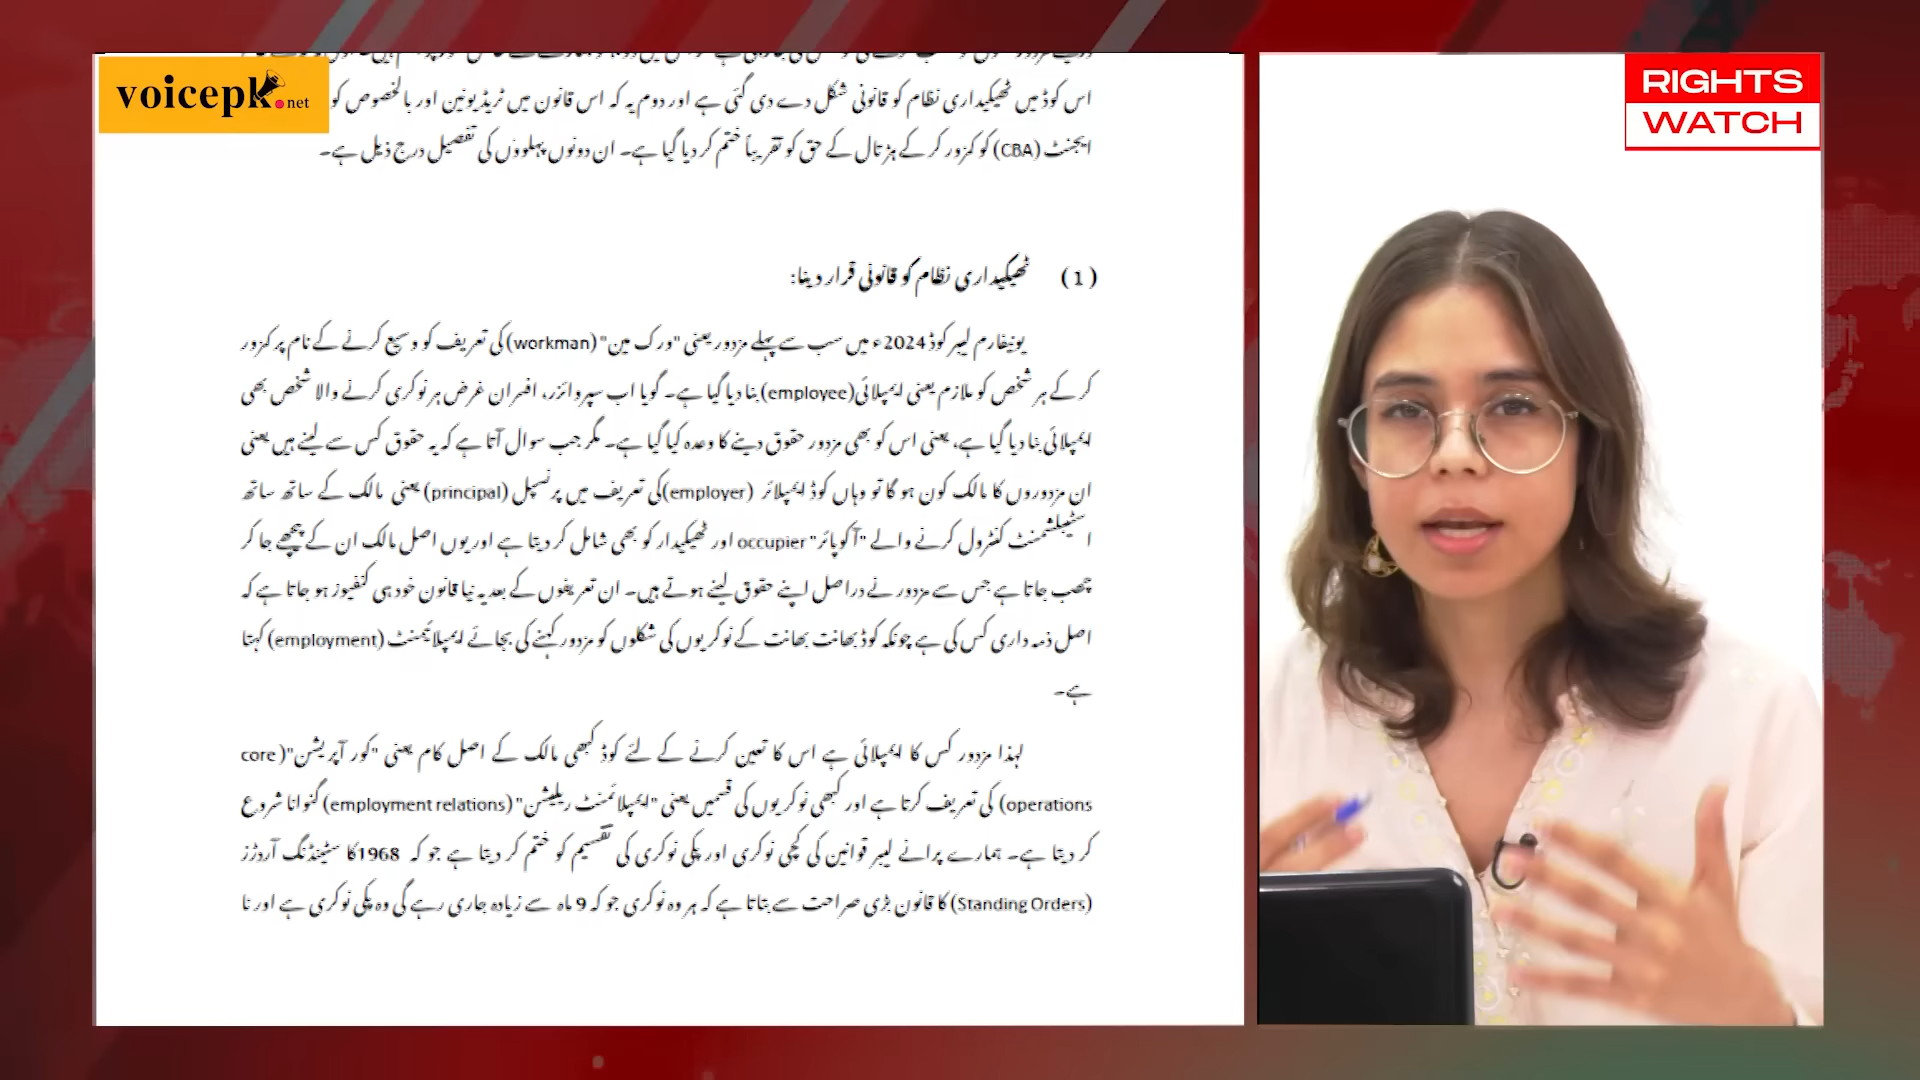 voicepk.net
RIGHTS
WATCH
اس کوڈ میں ٹھیکیداری نظام کو قانونی شکل دے دی گئی ہے اور دوم یہ کہ اس قانون میں ٹریڈ یونین اور بالخصوص کو
ایجنٹ (CBA) کو کمزور کر کے ہڑتال کے حق کو تقریباً ختم کر دیا گیا ہے۔ ان دونوں پہلووں کی تفصیل درج ذیل ہے۔
(1) ٹھیکیداری نظام کو قانونی قرار دینا:
یونیفارم لیبر کوڈ 2024ء میں سب سے پہلے مزدور یعنی "ورک مین" (workman) کی تعریف کو وسیع کرنے کے نام پر کمزور
کر کے ہر شخص کو ملازم یعنی ایمپلائی (employee) بنا دیا گیا ہے۔ گویا اب سپروائزر، افسران غرض ہر نوکری کرنے والا شخص بھی
ایمپلائی بنا دیا گیا ہے، یعنی اس کو بھی مزدور حقوق دینے کا وعدہ کیا گیا ہے۔ مگر جب سوال آتا ہے کہ یہ حقوق کس سے لینے ہیں یعنی
ان مزدوروں کا مالک کون ہو گا تو وہاں کوڈ ایمپلائر (employer) کی تعریف میں پرنسپل (principal) یعنی مالک کے ساتھ ساتھ
اسٹیبلشمنٹ کنٹرول کرنے والے "آکوپائر" occupier اور ٹھیکیدار کو بھی شامل کر دیتا ہے اور یوں اصل مالک ان کے پیچھے جا کر
چھپ جاتا ہے جس سے مزدور نے دراصل اپنے حقوق لینے ہوتے ہیں۔ ان تعریفوں کے بعد یہ نیا قانون خود ہی کنفیوز ہو جاتا ہے کہ
اصل ذمہ داری کس کی ہے چونکہ کوڈ بھانت بھانت کے نوکریوں کی شکلوں کو مزدور کہنے کی بجائے ایمپلائمنٹ (employment) کہتا
ہے۔
لہذا مزدور کس کا ایمپلائی ہے اس کا تعین کرنے کے لئے کوڈ کبھی مالک کے اصل کام یعنی "کور آپریشن" (core
operations) کی تعریف کرتا ہے اور کبھی نوکریوں کی قسمیں یعنی "ایمپلائمنٹ ریلیشن" (employment relations) گنوانا شروع
کر دیتا ہے۔ ہمارے پرانے لیبر قوانین کی کچی نوکری اور پکی نوکری کی تقسیم کو ختم کر دیتا ہے جو کہ 1968 کا سٹینڈنگ آرڈرز
(Standing Orders) کا قانون بڑی صراحت سے بتاتا ہے کہ ہر وہ نوکری جو کہ 9 ماہ سے زیادہ جاری رہے گی وہ پکی نوکری ہے اور نا